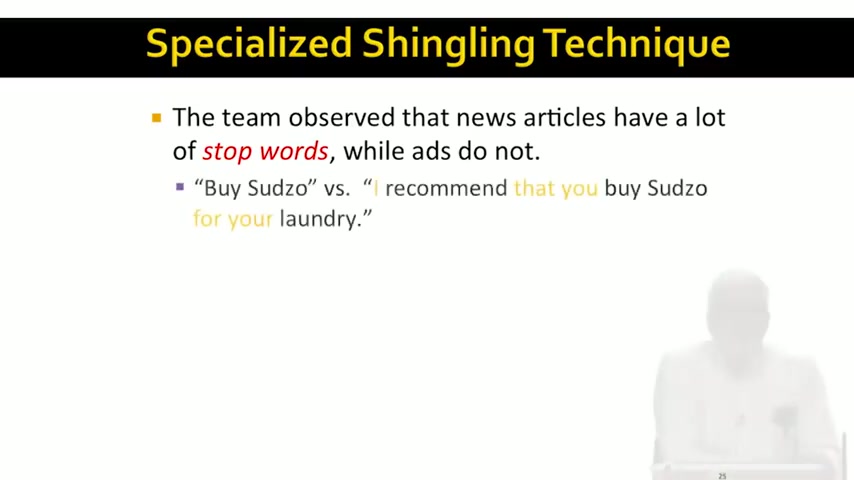 Specialized Shingling Technique
The team observed that news articles have a lot
of stop words, while ads do not.
“Buy Sudzo” vs. “I recommend that you buy Sudzo
for your laundry.”
25